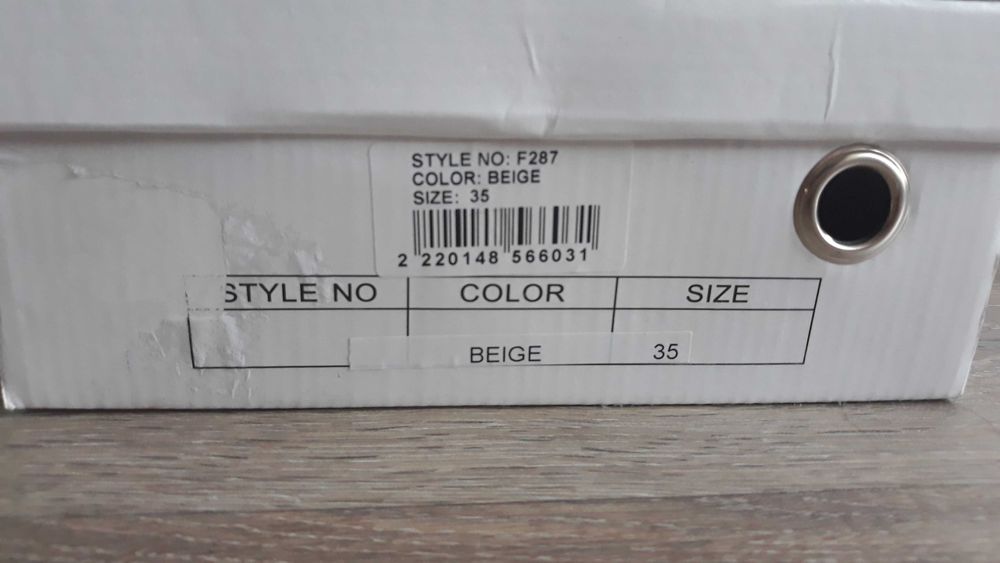 STYLE NO: F287
COLOR: BEIGE
SIZE: 35
2 220148 566031
STYLE NO COLOR SIZE
BEIGE 35